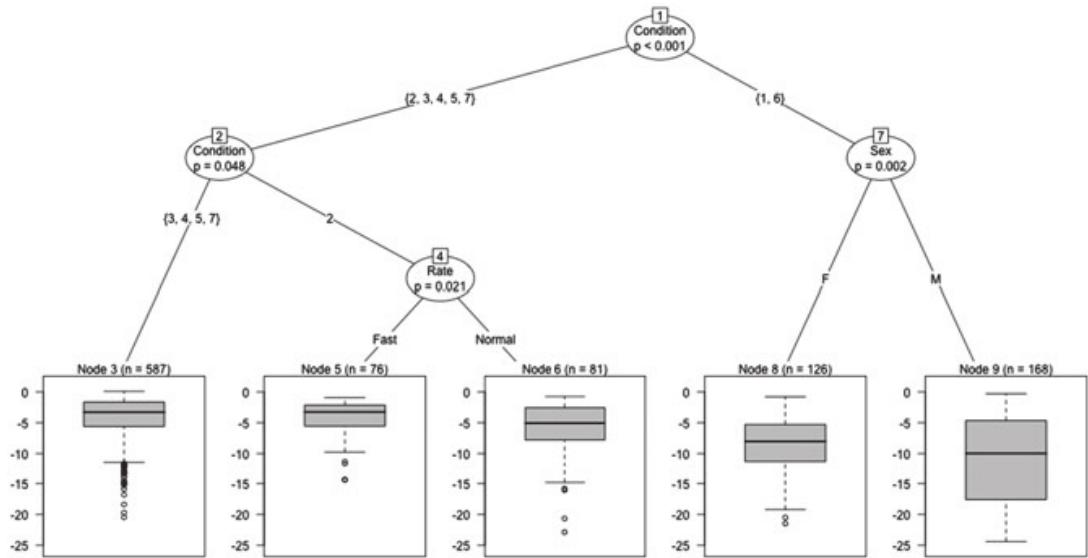 1
Condition
p < 0.001
{2, 3, 4, 5, 7}
{1, 6}
2
Condition
p = 0.048
7
Sex
p = 0.002
{3, 4, 5, 7}
2
4
Rate
p = 0.021
F
M
Fast
Normal
Node 3 (n = 587)
0
-5
-10
-15
-20
-25
Node 5 (n = 76)
0
-5
-10
-15
-20
-25
Node 6 (n = 81)
0
-5
-10
-15
-20
-25
Node 8 (n = 126)
0
-5
-10
-15
-20
-25
Node 9 (n = 168)
0
-5
-10
-15
-20
-25